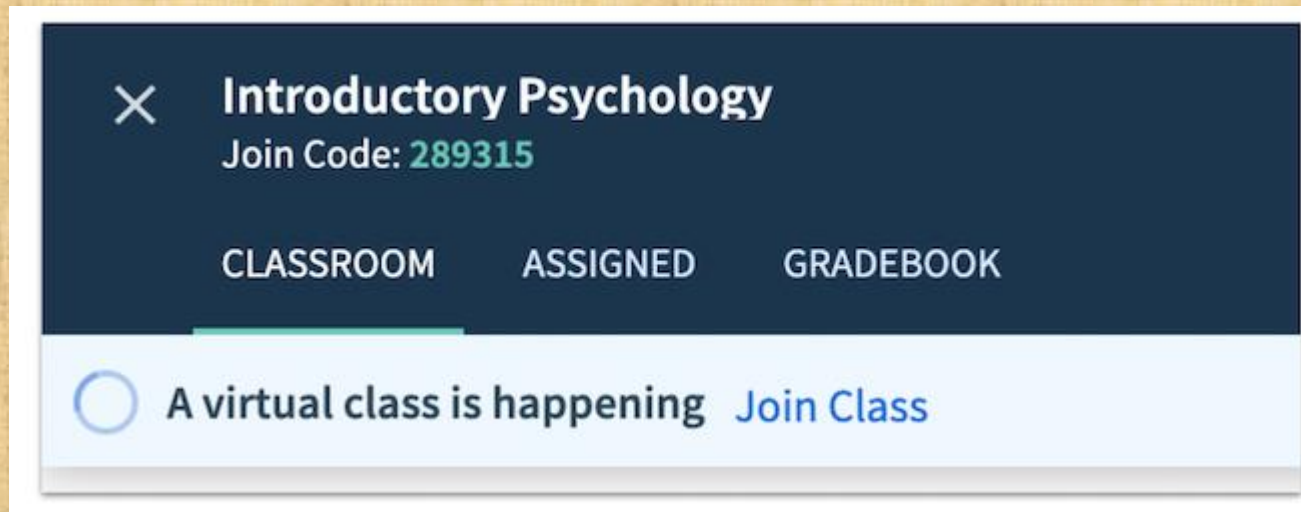 Introductory Psychology
Join Code: 289315
CLASSROOM ASSIGNED GRADEBOOK
A virtual class is happening Join Class